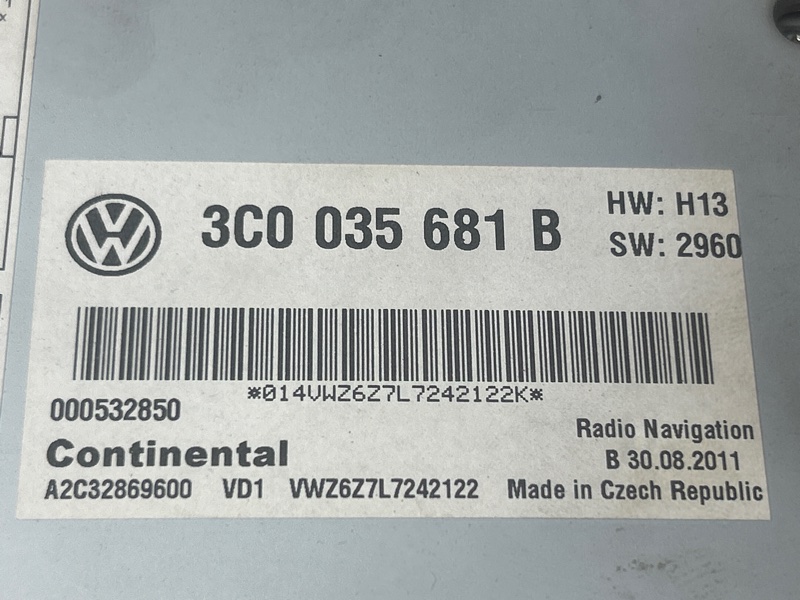 3C0 035 681 B
HW: H13
SW: 2960
*014VWZ6Z7L7242122K*
000532850
Continental
Radio Navigation
B 30.08.2011
A2C32869600 VD1 VWZ6Z7L7242122 Made in Czech Republic